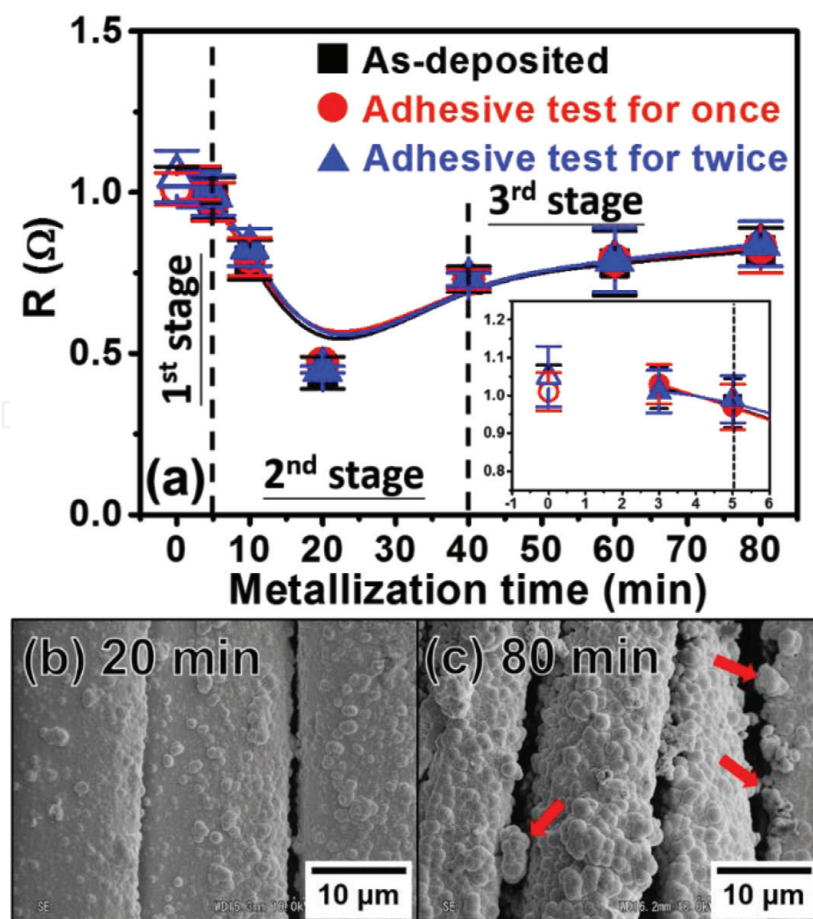 1.5
As-deposited
Adhesive test for once
Adhesive test for twice
1.0
3rd stage
R (Ω)
1st stage
0.5
1.2
1.1
1.0
0.9
0.8
-1 0 1 2 3 4 5 6
2nd stage
(a)
0.0
0 10 20 30 40 50 60 70 80
Metallization time (min)
(b) 20 min
(c) 80 min
10 µm
10 µm
SE
SE